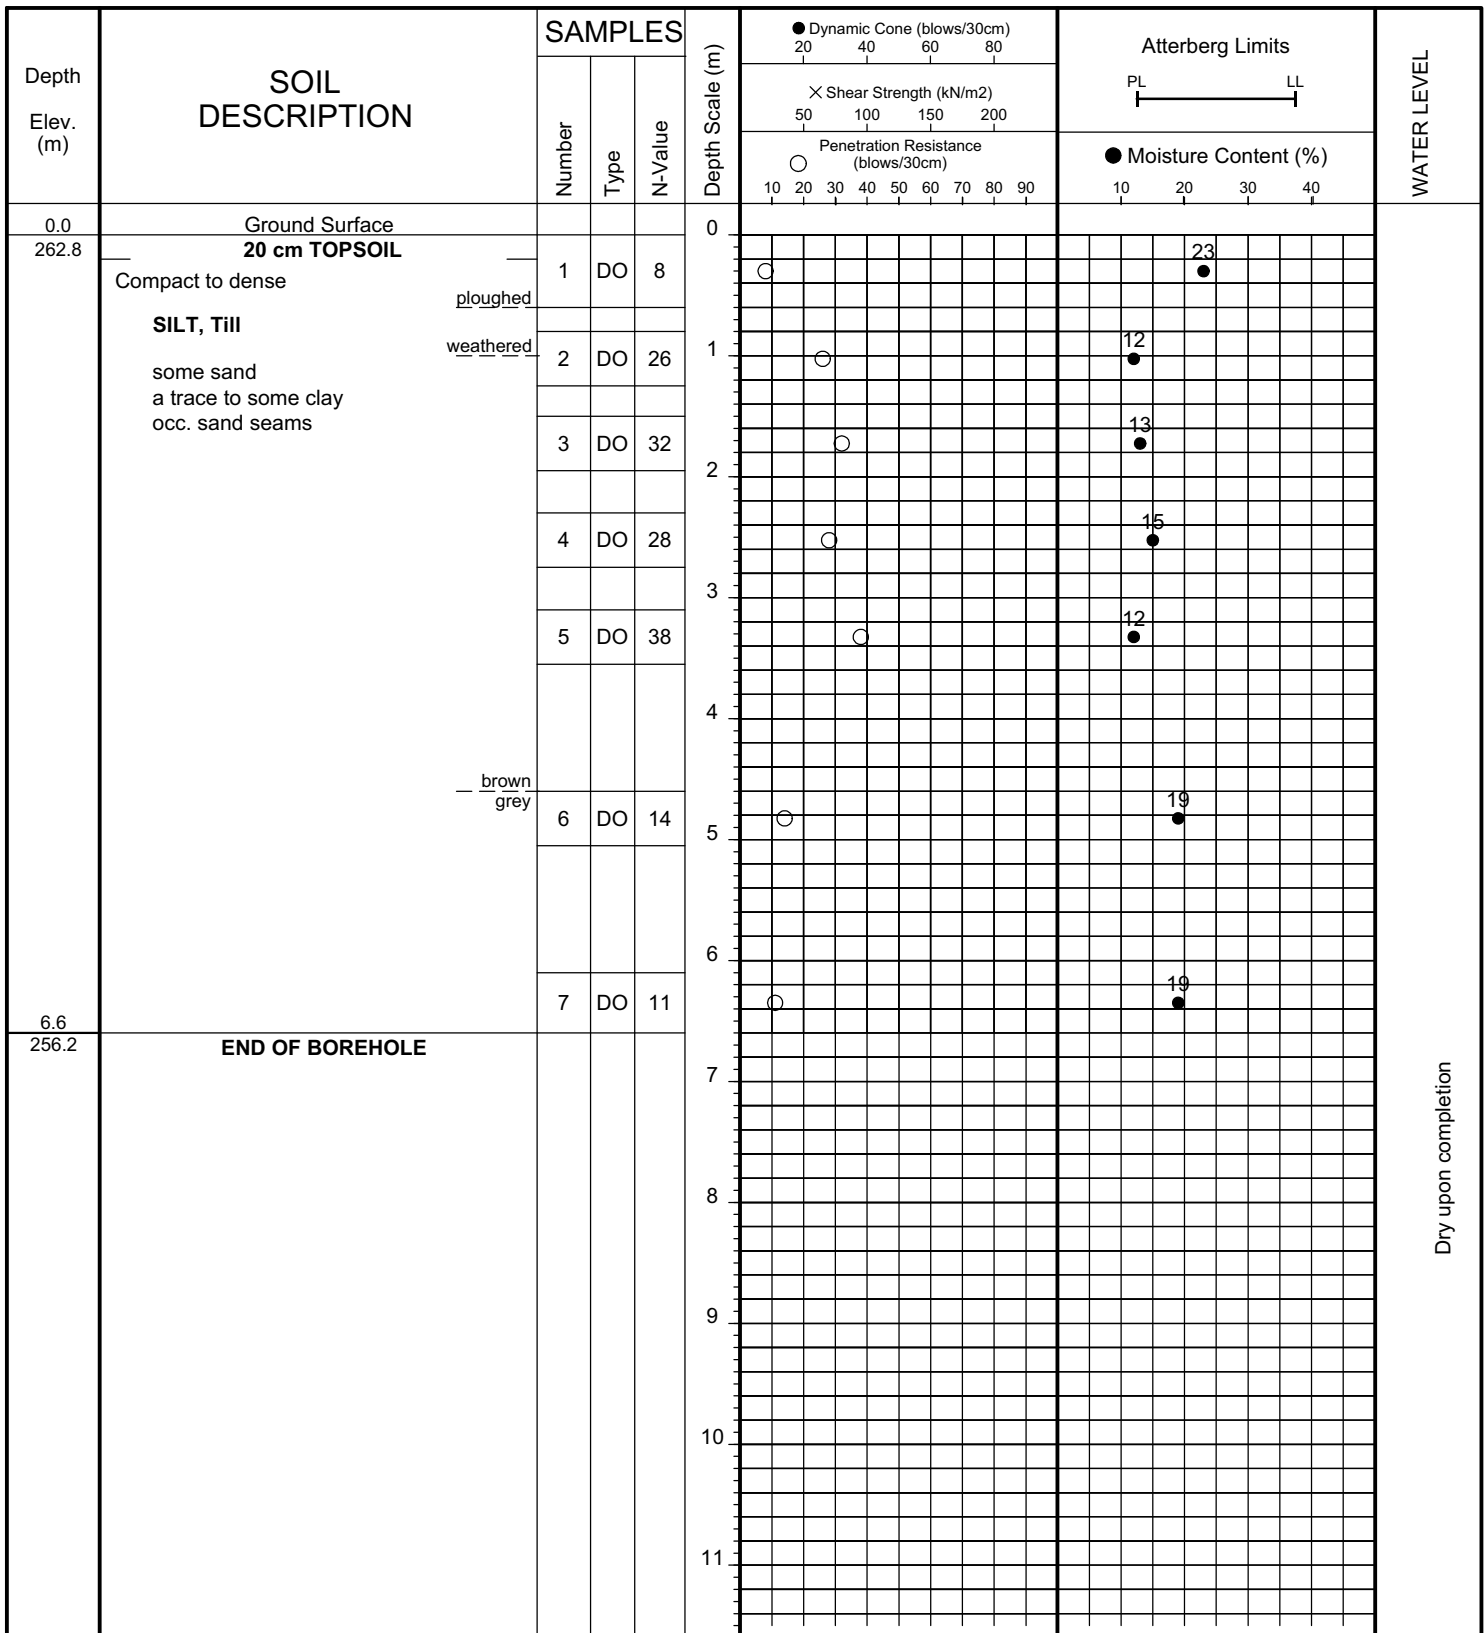 Depth
Elev.
(m)
SOIL
DESCRIPTION
SAMPLES
Number
Type
N-Value
Depth Scale (m)
● Dynamic Cone (blows/30cm)
20 40 60 80
× Shear Strength (kN/m2)
50 100 150 200
Penetration Resistance
○ (blows/30cm)
10 20 30 40 50 60 70 80 90
Atterberg Limits
PL LL
● Moisture Content (%)
10 20 30 40
WATER LEVEL
0.0 Ground Surface
0
262.8 20 cm TOPSOIL
Compact to dense
1 DO 8
23
ploughed
SILT, Till
weathered
1
2 DO 26
12
some sand
a trace to some clay
occ. sand seams
3 DO 32
13
2
4 DO 28
15
3
5 DO 38
12
4
brown
grey
6 DO 14
19
5
6
7 DO 11
19
6.6
256.2 END OF BOREHOLE
7
8
9
10
11
Dry upon completion